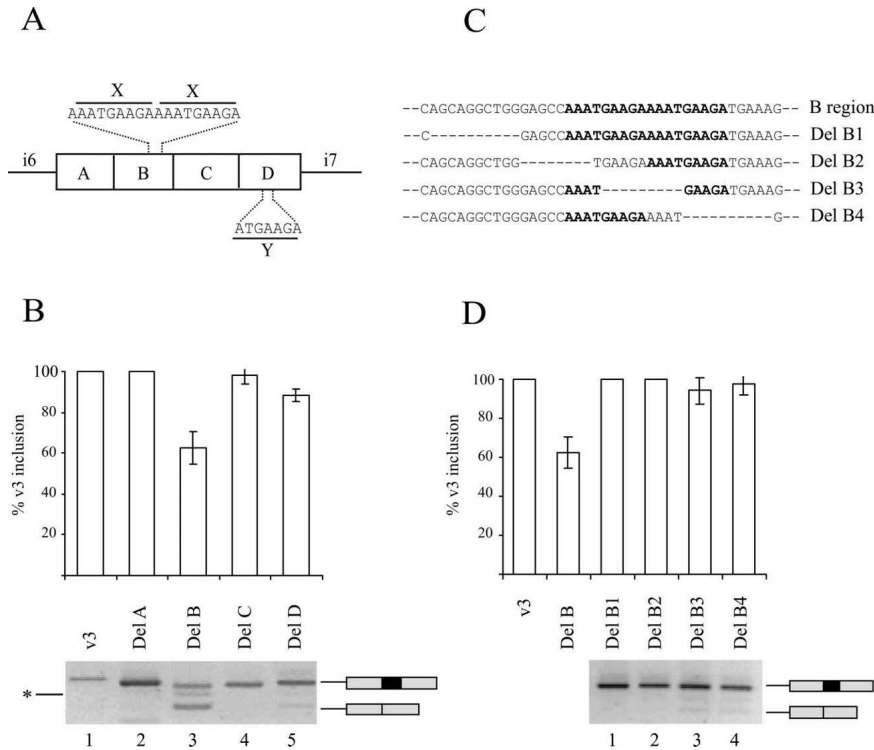 A
X X
AAATGAAGAAAATGAAGA
i6 A B C D i7
ATGAAGA
Y
C
--CAGCAGGCTGGGAGCCAAATGAAGAAAATGAAGATGAAAG-- B region
--C----------GAGCCAAATGAAGAAAATGAAGATGAAAG-- Del B1
--CAGCAGGCTGG--------TGAAGAAAATGAAGATGAAAG-- Del B2
--CAGCAGGCTGGGAGCCAAAT---------GAAGATGAAAG-- Del B3
--CAGCAGGCTGGGAGCCAAATGAAGAAAAT----------G-- Del B4
B
% v3 inclusion
100
80
60
40
20
v3 Del A Del B Del C Del D
*
1 2 3 4 5
D
% v3 inclusion
100
80
60
40
20
v3 Del B Del B1 Del B2 Del B3 Del B4
1 2 3 4